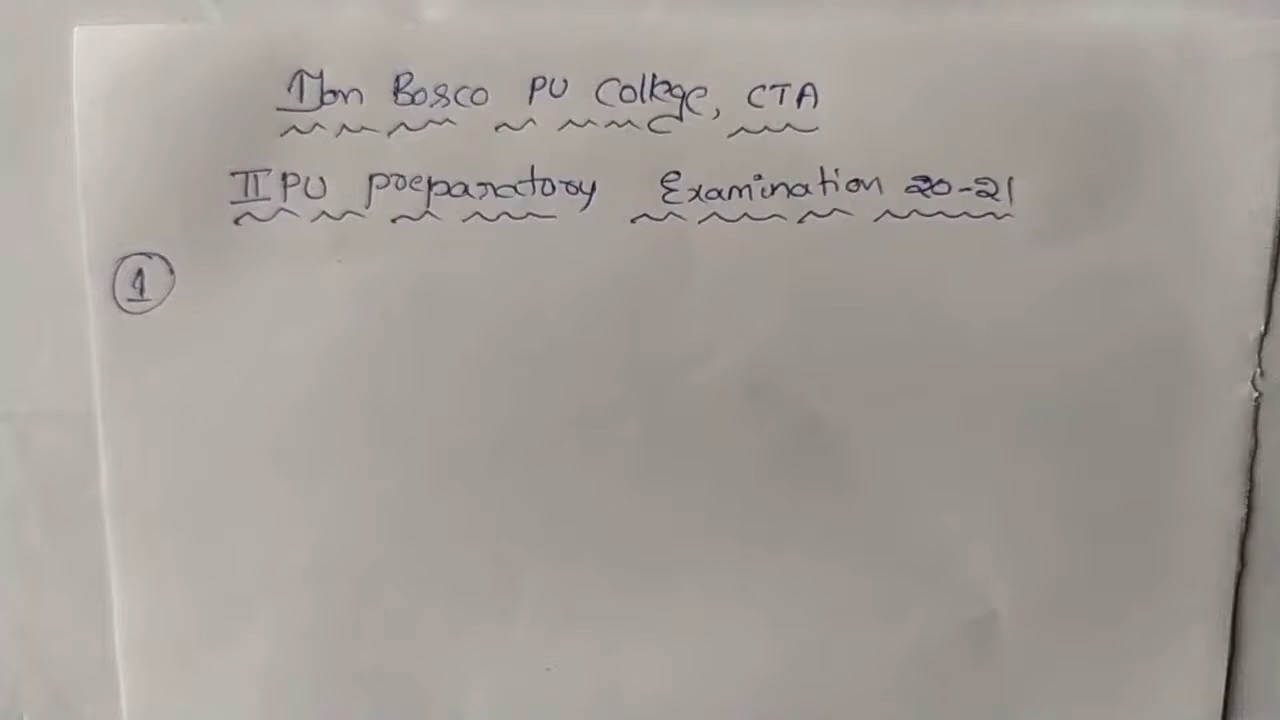 Don Bosco PU College, CTA
II PU preparatory Examination 20-21
1